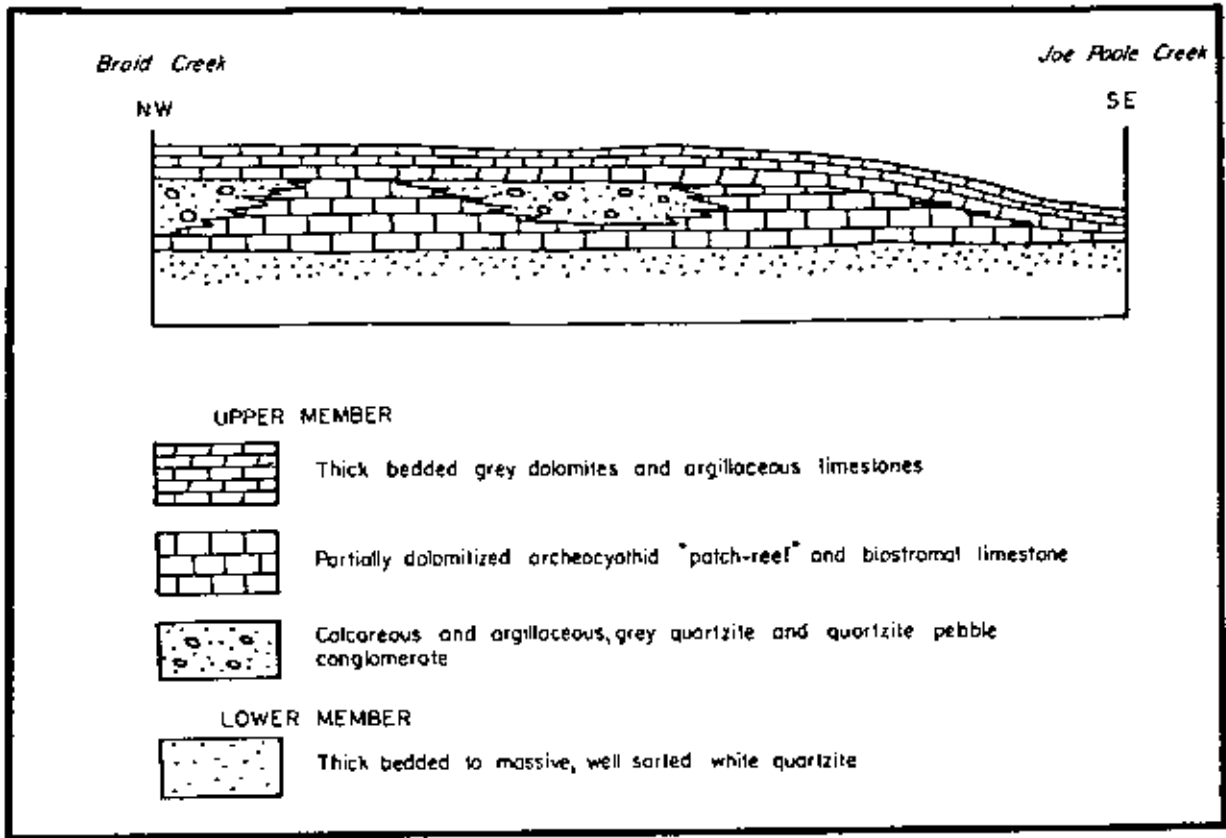 Braid Creek
Joe Poole Creek
NW
SE
UPPER MEMBER
Thick bedded grey dolomites and argillaceous limestones
Partially dolomitized archeocyathid "patch-reef" and biostromal limestone
Calcareous and argillaceous, grey quartzite and quartzite pebble
conglomerate
LOWER MEMBER
Thick bedded to massive, well sorted white quartzite